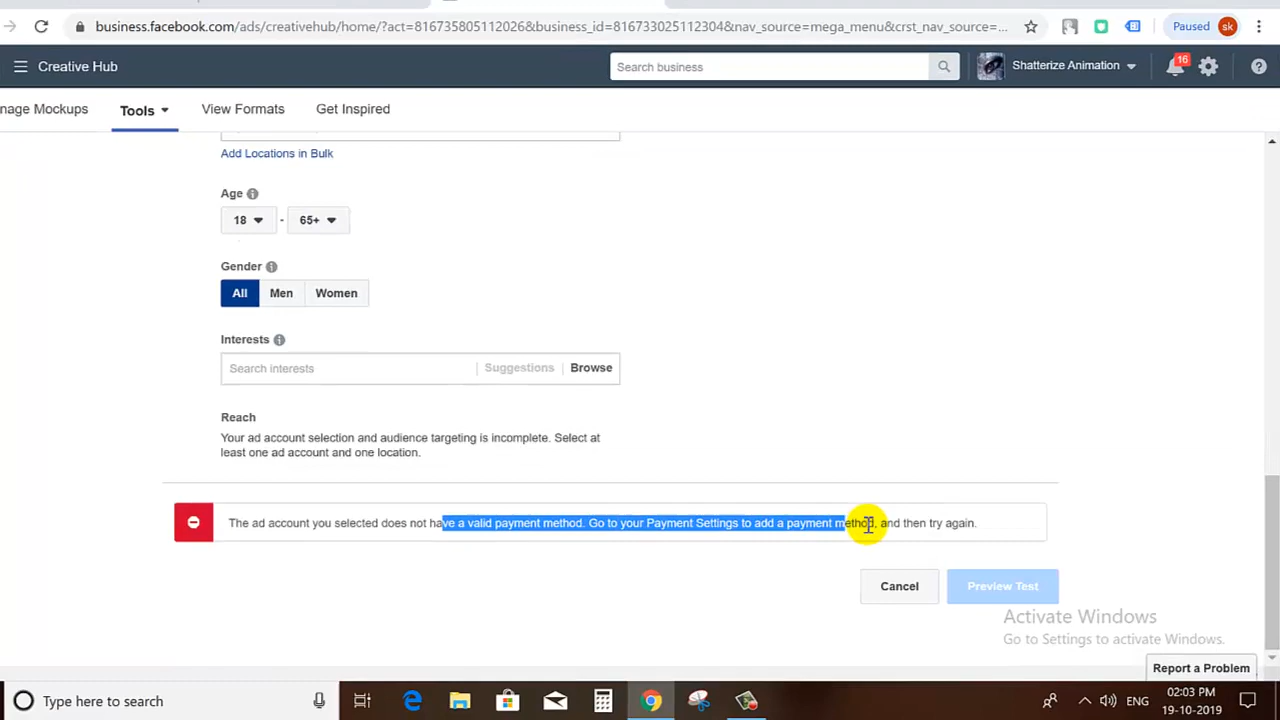 business.facebook.com/ads/creativehub/home/?act=816735805112026&business_id=816733025112304&nav_source=mega_menu&crst_nav_source=...
Paused
sk
Creative Hub
Search business
Shatterize Animation
16
nage Mockups
Tools
View Formats
Get Inspired
Add Locations in Bulk
Age
18 - 65+
Gender
All
Men
Women
Interests
Search interests
Suggestions
Browse
Reach
Your ad account selection and audience targeting is incomplete. Select at
least one ad account and one location.
The ad account you selected does not have a valid payment method. Go to your Payment Settings to add a payment method, and then try again.
Cancel
Preview Test
Activate Windows
Go to Settings to activate Windows.
Report a Problem
Type here to search
ENG
02:03 PM
19-10-2019